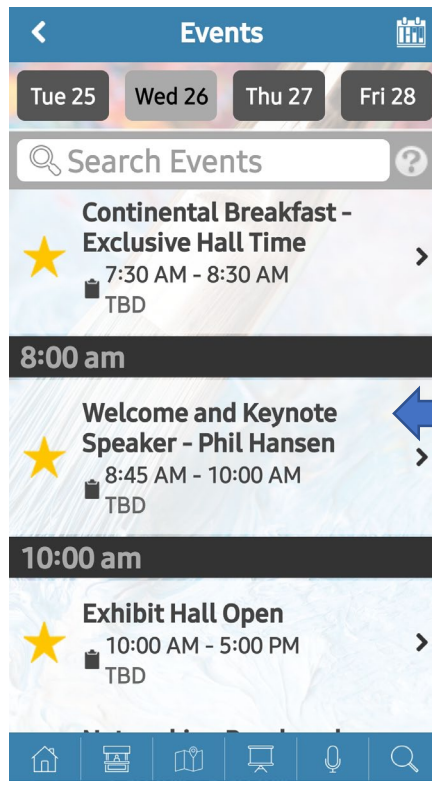 Events
Tue 25
Wed 26
Thu 27
Fri 28
Search Events
?
Continental Breakfast -
Exclusive Hall Time
7:30 AM - 8:30 AM
TBD
8:00 am
Welcome and Keynote
Speaker - Phil Hansen
8:45 AM - 10:00 AM
TBD
10:00 am
Exhibit Hall Open
10:00 AM - 5:00 PM
TBD